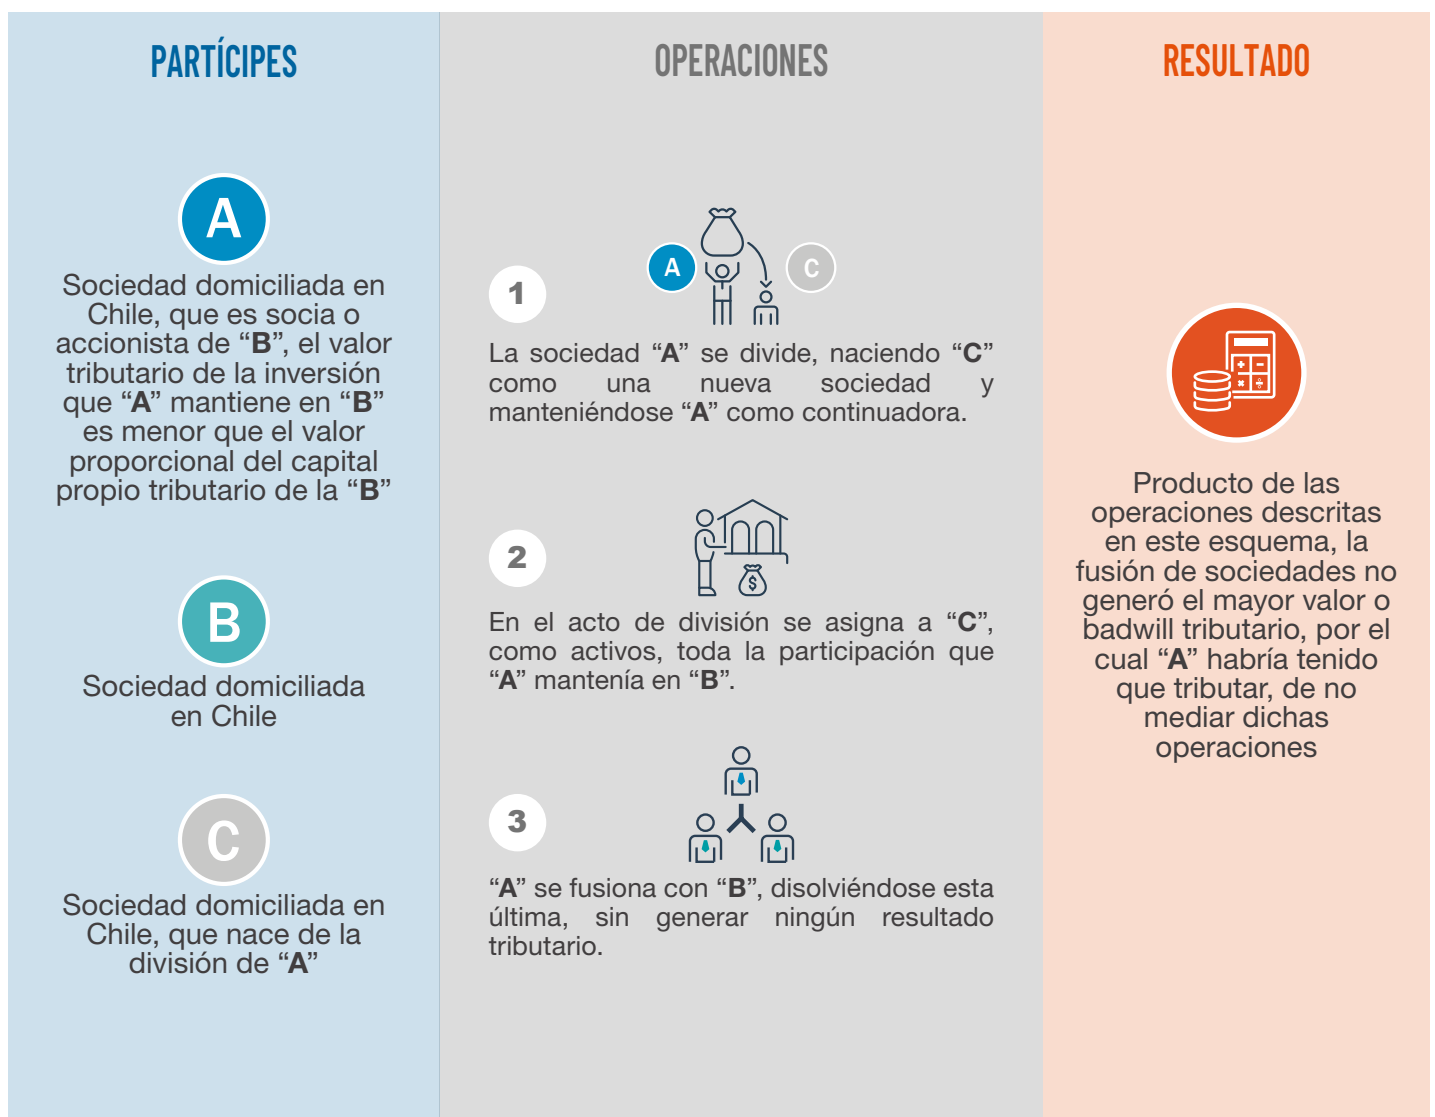 PARTÍCIPES
A
Sociedad domiciliada en
Chile, que es socia o
accionista de “B”, el valor
tributario de la inversión
que “A” mantiene en “B”
es menor que el valor
proporcional del capital
propio tributario de la “B”
B
Sociedad domiciliada
en Chile
C
Sociedad domiciliada en
Chile, que nace de la
división de “A”
OPERACIONES
A
C
1
La sociedad “A” se divide, naciendo “C”
como una nueva sociedad y
manteniéndose “A” como continuadora.
2
$
En el acto de división se asigna a “C”,
como activos, toda la participación que
“A” mantenía en “B”.
3
“A” se fusiona con “B”, disolviéndose esta
última, sin generar ningún resultado
tributario.
RESULTADO
Producto de las
operaciones descritas
en este esquema, la
fusión de sociedades no
generó el mayor valor o
badwill tributario, por el
cual “A” habría tenido
que tributar, de no
mediar dichas
operaciones